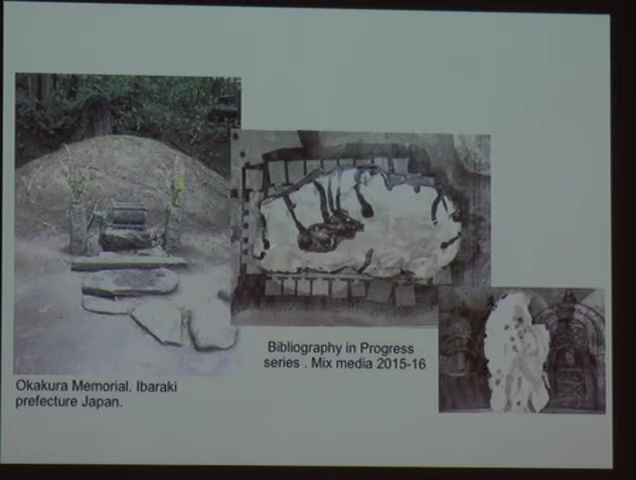 Okakura Memorial. Ibaraki
prefecture Japan.
Bibliography in Progress
series . Mix media 2015-16